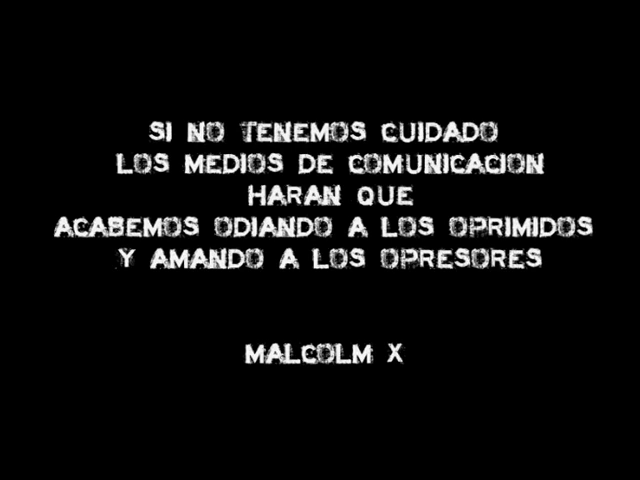 SI NO TENEMOS CUIDADO
LOS MEDIOS DE COMUNICACION
HARAN QUE
ACABEMOS ODIANDO A LOS OPRIMIDOS
Y AMANDO A LOS OPRESORES
MALCOLM X